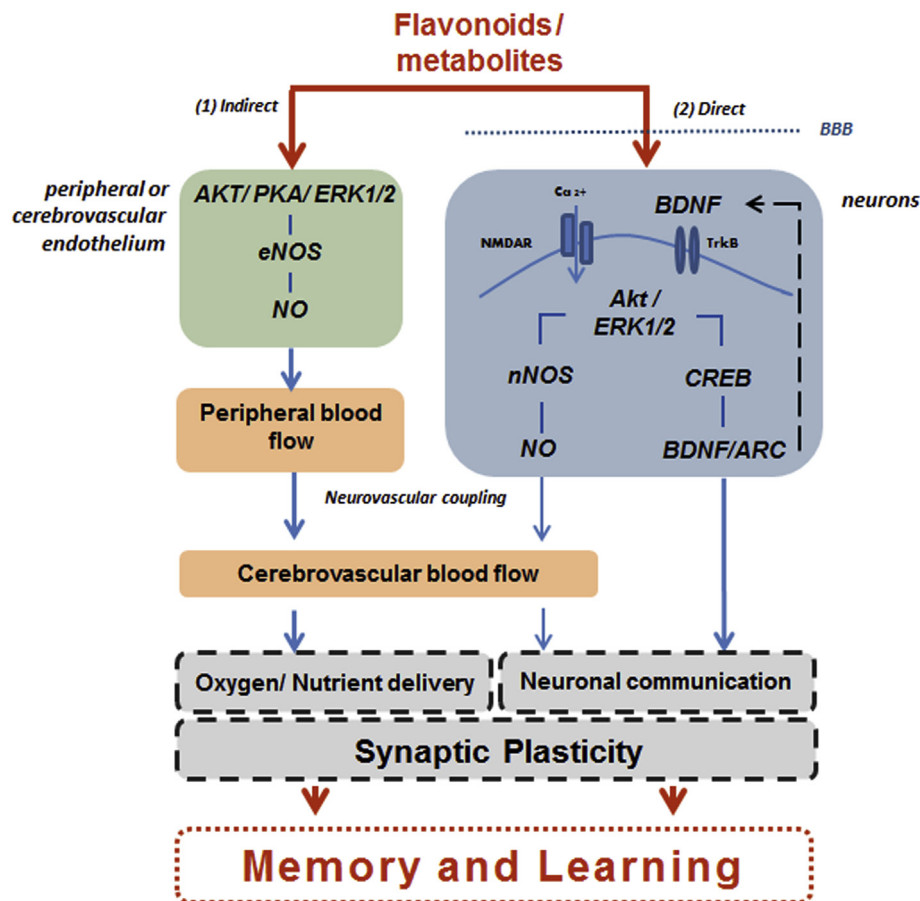 Flavonoids/
metabolites
(1) Indirect
(2) Direct
BBB
peripheral or
cerebrovascular
endothelium
AKT/ PKA/ ERK1/2
eNOS
NO
neurons
Ca 2+
NMDAR
BDNF
TrkB
Akt /
ERK1/2
nNOS
CREB
NO
BDNF/ARC
Peripheral blood
flow
Neurovascular coupling
Cerebrovascular blood flow
Oxygen/ Nutrient delivery
Neuronal communication
Synaptic Plasticity
Memory and Learning